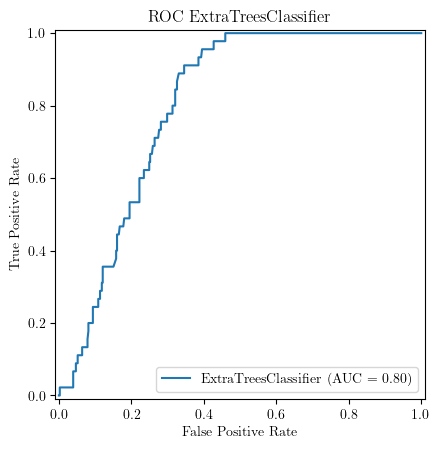 ROC ExtraTreesClassifier
1.0
0.8
0.6
0.4
0.2
0.0
True Positive Rate
ExtraTreesClassifier (AUC = 0.80)
0.0 0.2 0.4 0.6 0.8 1.0
False Positive Rate